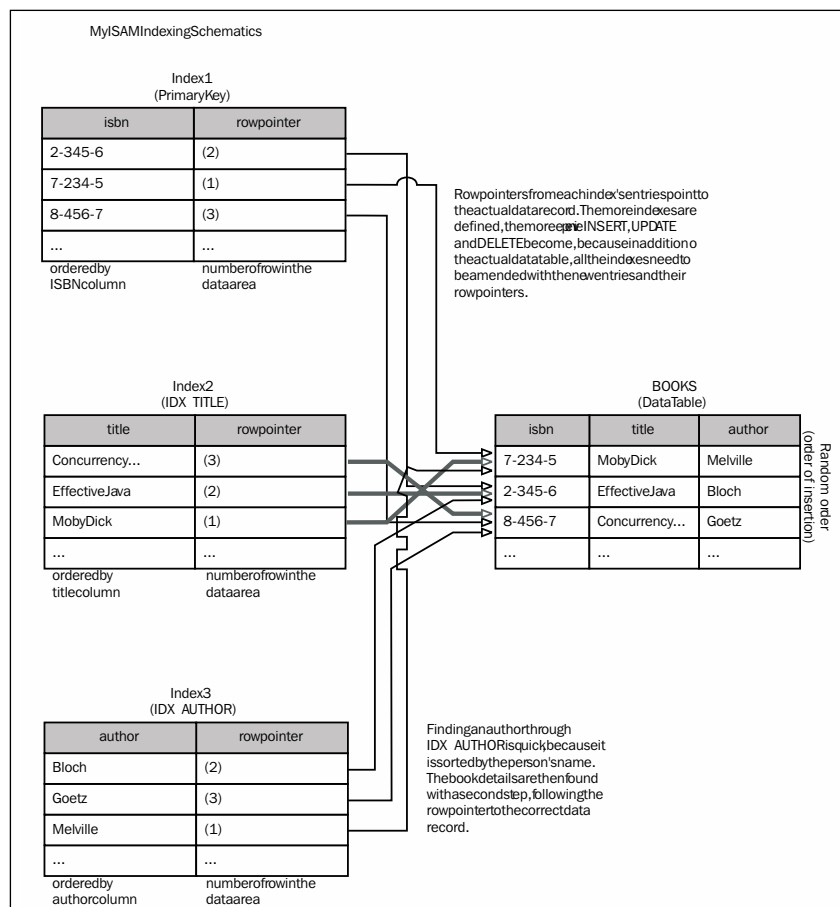 MyISAMIndexingSchematics
Index1
(PrimaryKey)
isbn rowpointer
2-345-6 (2)
7-234-5 (1)
8-456-7 (3)
... ...
orderedby
ISBNcolumn
numberofrowinthe
dataarea
Rowpointersfromeachindex'sentriespointto
theactualdatarecord.Themoreindexesare
defined,themore INSERT,UPDATE
andDELETEbecome,becauseinadditiono
theactualdatatable,alltheindexesneedto
beamendedwiththenewentriesandtheir
rowpointers.
Index2
(IDX TITLE)
title rowpointer
Concurrency... (3)
EffectiveJava (2)
MobyDick (1)
... ...
orderedby
titlecolumn
numberofrowinthe
dataarea
BOOKS
(DataTable)
isbn title author
7-234-5 MobyDick Melville
2-345-6 EffectiveJava Bloch
8-456-7 Concurrency... Goetz
... ... ...
Random order
(order of insertion)
Index3
(IDX AUTHOR)
author rowpointer
Bloch (2)
Goetz (3)
Melville (1)
... ...
orderedby
authorcolumn
numberofrowinthe
dataarea
Findinganauthorthrough
IDX AUTHORisquick,becauseit
issortedbytheperson'sname.
Thebookdetailsarethenfound
withasecondstep,followingthe
rowpointertothecorrectdata
record.